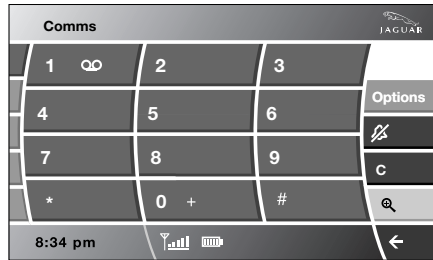 Comms
JAGUAR
1 2 3
4 5 6
Options
7 8 9
C
* 0 + #
8:34 pm